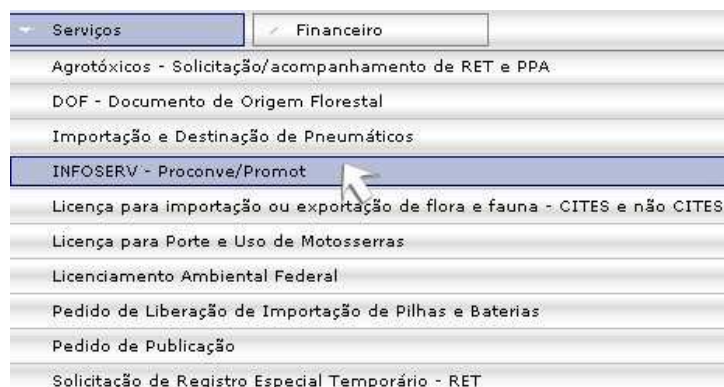 Serviços
Financeiro
Agrotóxicos - Solicitação/acompanhamento de RET e PPA
DOF - Documento de Origem Florestal
Importação e Destinação de Pneumáticos
INFOSERV - Proconve/Promot
Licença para importação ou exportação de flora e fauna - CITES e não CITES
Licença para Porte e Uso de Motosserras
Licenciamento Ambiental Federal
Pedido de Liberação de Importação de Pilhas e Baterias
Pedido de Publicação
Solicitação de Registro Especial Temporário - RET